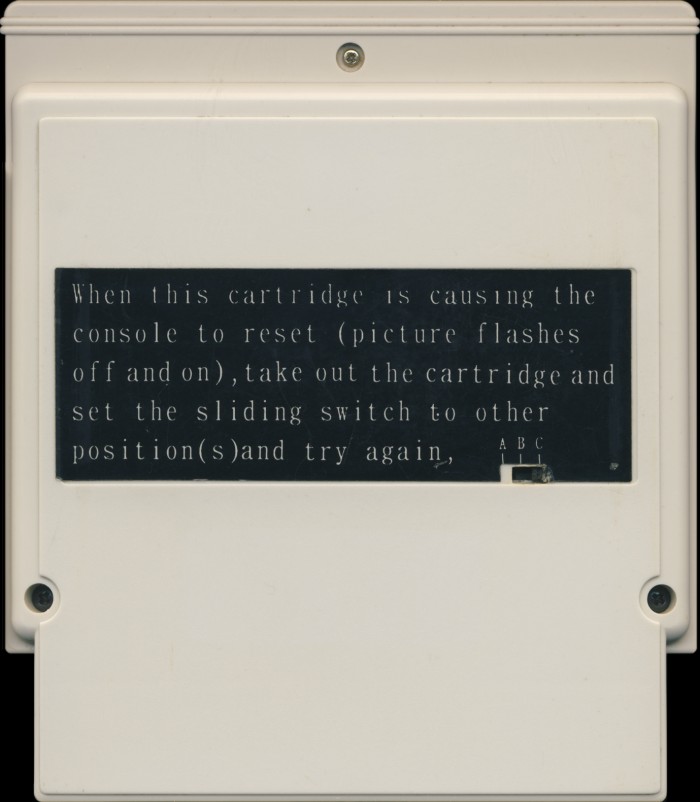 When this cartridge is causing the
console to reset (picture flashes
off and on),take out the cartridge and
set the sliding switch to other
position(s)and try again,
A B C